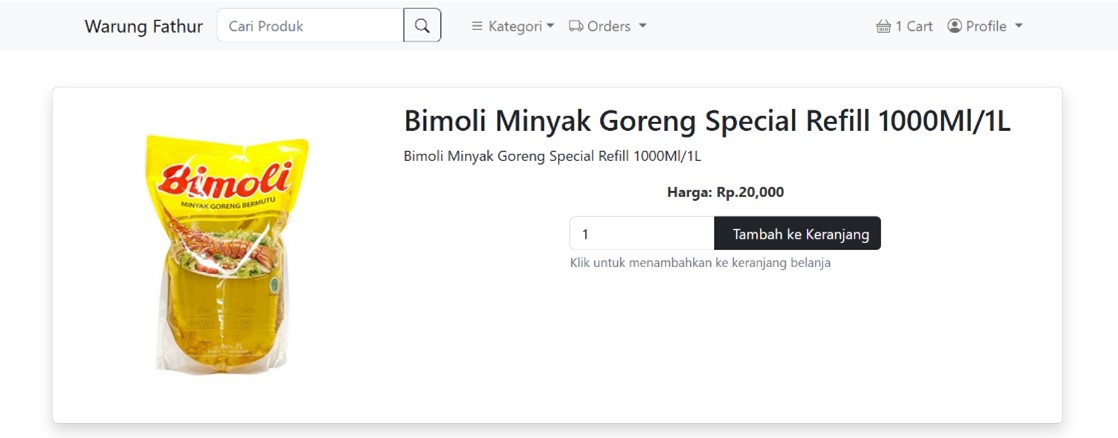 Warung Fathur
Cari Produk
Kategori
Orders
1 Cart
Profile
Bimoli Minyak Goreng Special Refill 1000Ml/1L
Bimoli Minyak Goreng Special Refill 1000Ml/1L
Harga: Rp.20,000
1
Tambah ke Keranjang
Klik untuk menambahkan ke keranjang belanja
Bimoli
MINYAK GORENG BERMUTU